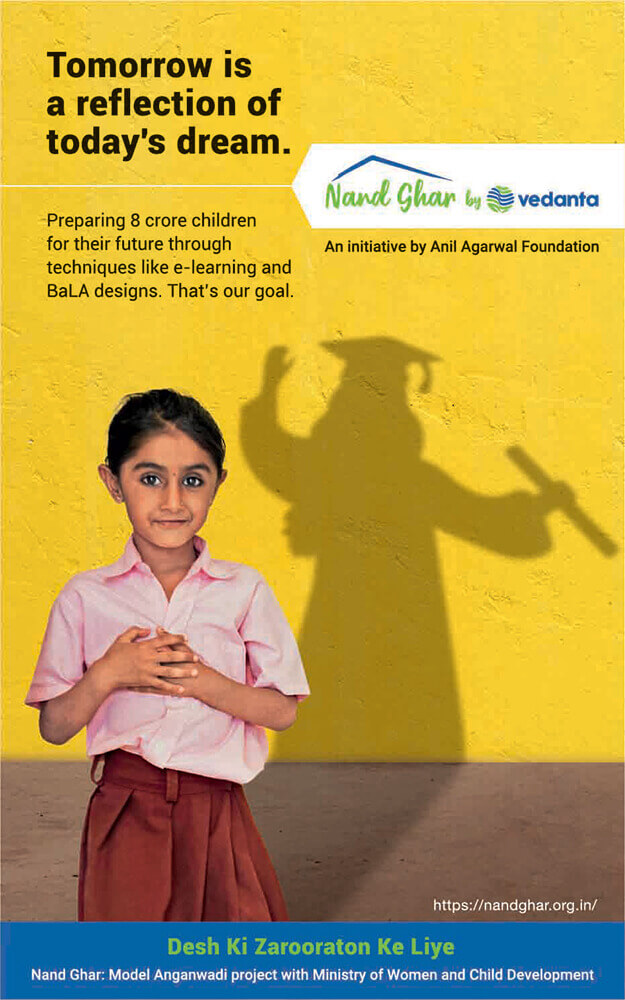 Tomorrow is
a reflection of
today's dream.
Nand Ghar by vedanta
An initiative by Anil Agarwal Foundation
Preparing 8 crore children
for their future through
techniques like e-learning and
BaLA designs. That's our goal.
https://nandghar.org.in/
Desh Ki Zarooraton Ke Liye
Nand Ghar: Model Anganwadi project with Ministry of Women and Child Development